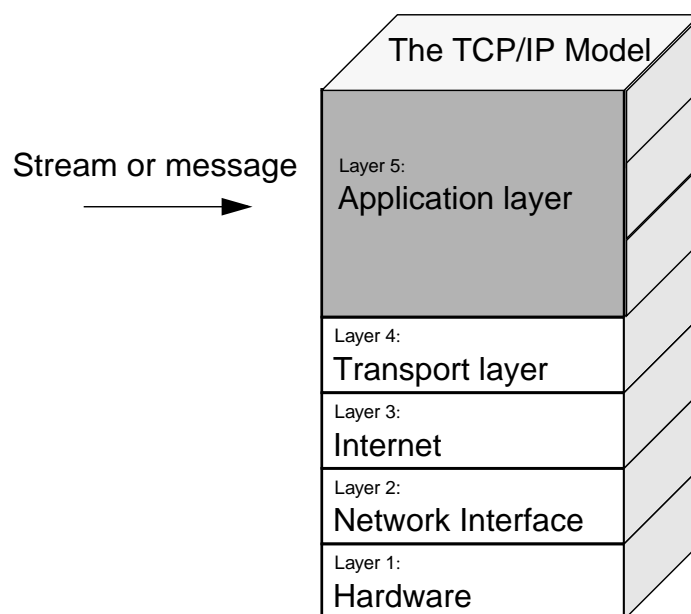 The TCP/IP Model
Stream or message
Layer 5:
Application layer
Layer 4:
Transport layer
Layer 3:
Internet
Layer 2:
Network Interface
Layer 1:
Hardware